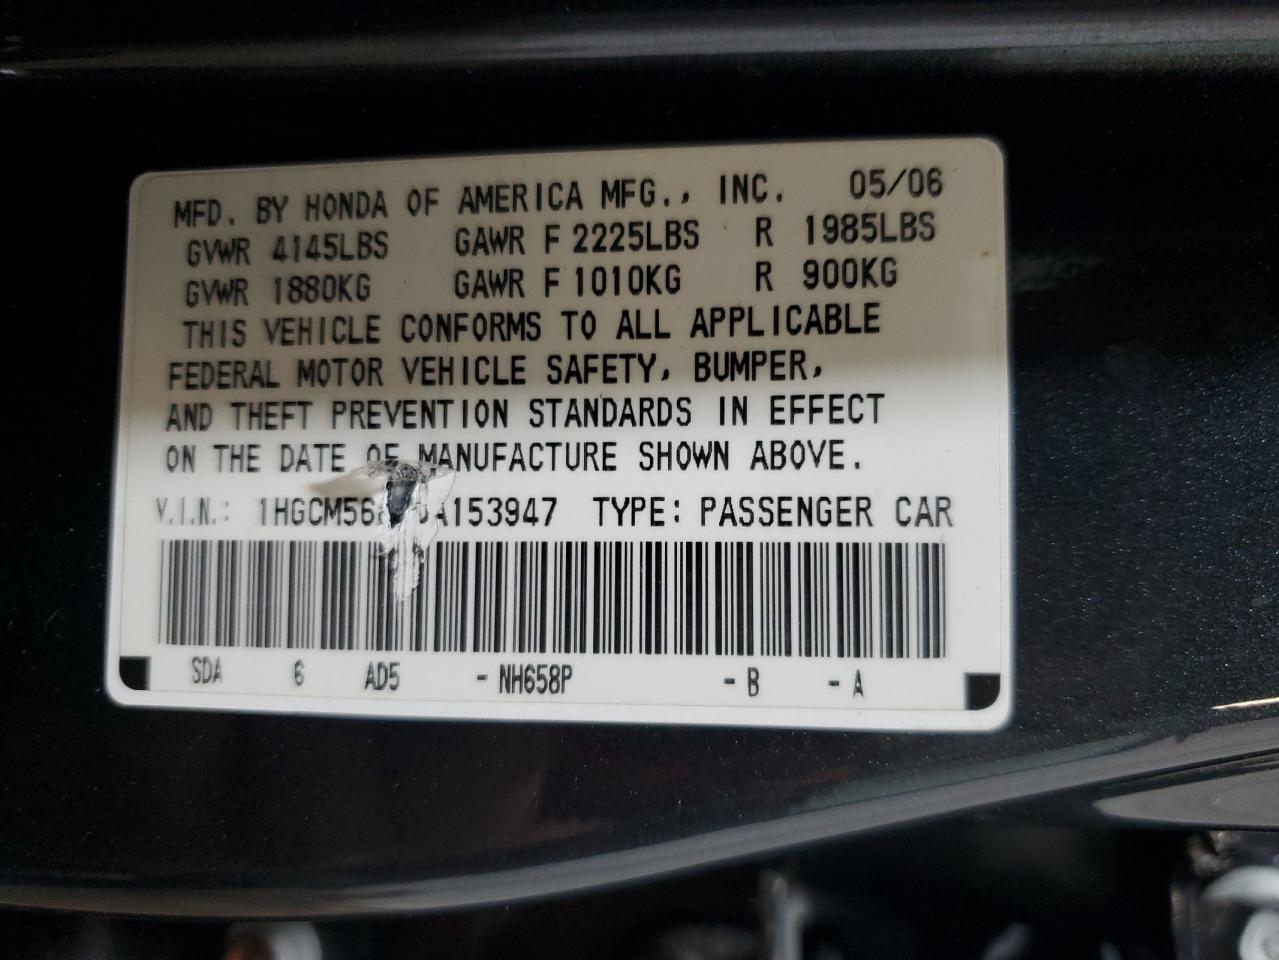 MFD. BY HONDA OF AMERICA MFG., INC. 05/06
GVWR 4145LBS GAWR F 2225LBS R 1985LBS
GVWR 1880KG GAWR F 1010KG R 900KG
THIS VEHICLE CONFORMS TO ALL APPLICABLE
FEDERAL MOTOR VEHICLE SAFETY, BUMPER,
AND THEFT PREVENTION STANDARDS IN EFFECT
ON THE DATE OF MANUFACTURE SHOWN ABOVE.
V.I.N.: TYPE: PASSENGER CAR
SDA 6 AD5 - NH658P - B - A